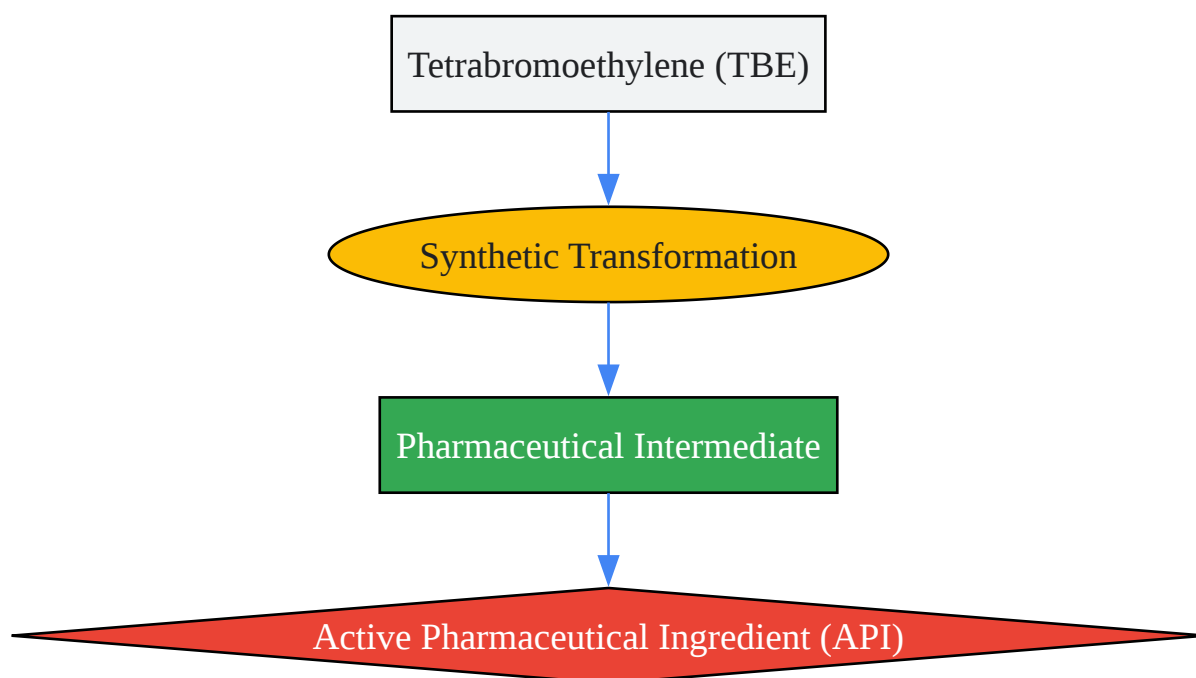 Tetrabromoethylene (TBE)
Synthetic Transformation
Pharmaceutical Intermediate
Active Pharmaceutical Ingredient (API)